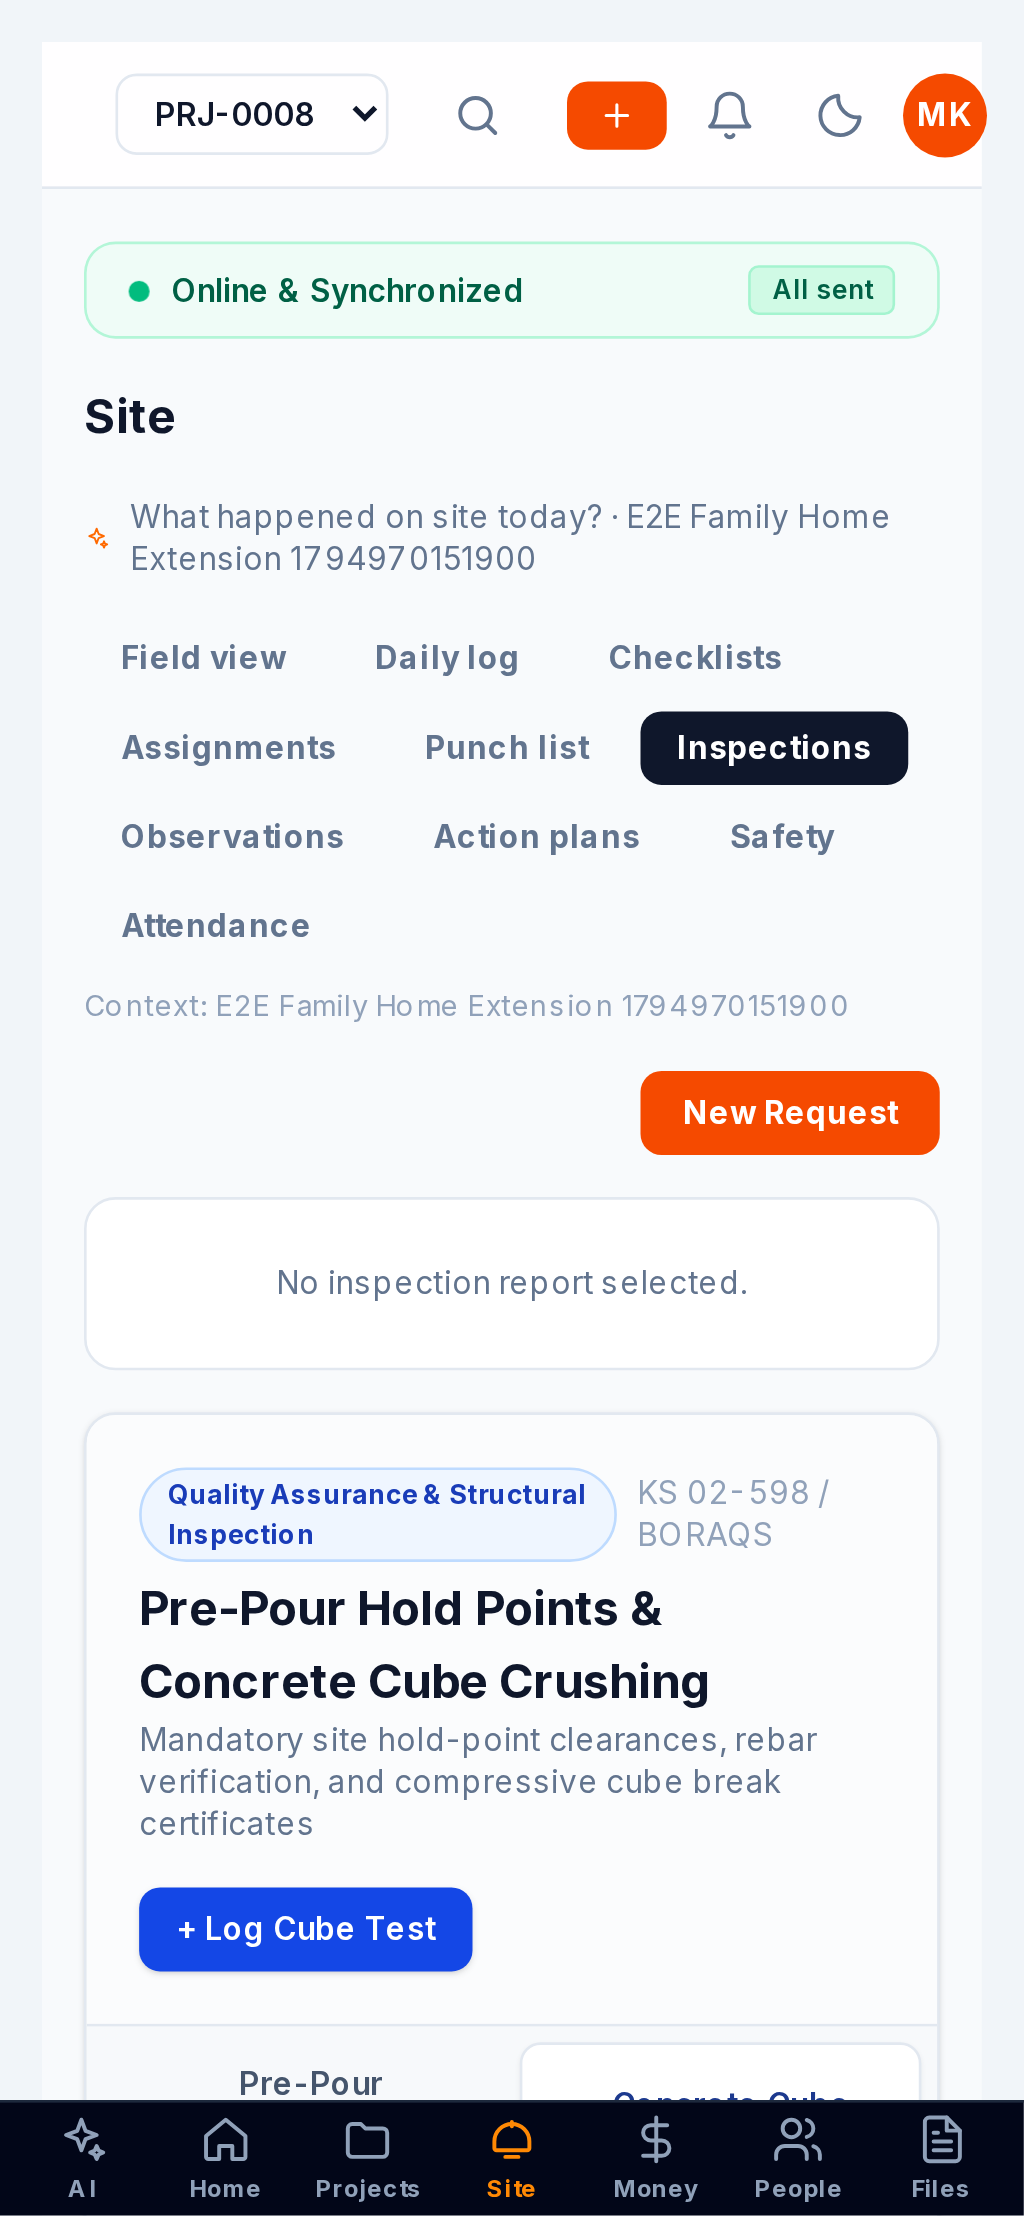 PRJ-0008
MK
Online & Synchronized
All sent
Site
What happened on site today? · E2E Family Home
Extension 1794970151900
Field view
Daily log
Checklists
Assignments
Punch list
Inspections
Observations
Action plans
Safety
Attendance
Context: E2E Family Home Extension 1794970151900
New Request
No inspection report selected.
Quality Assurance & Structural
Inspection
KS 02-598 /
BORAQS
Pre-Pour Hold Points &
Concrete Cube Crushing
Mandatory site hold-point clearances, rebar
verification, and compressive cube break
certificates
+ Log Cube Test
Pre-Pour
Concrete Cube
AI
Home
Projects
Site
Money
People
Files